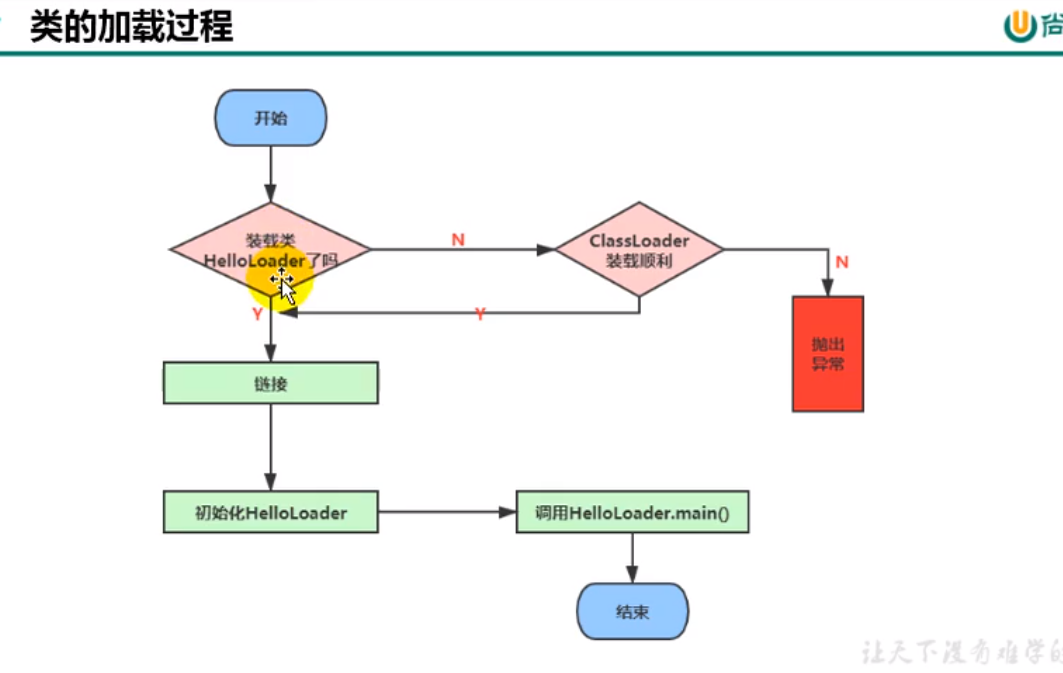 类的加载过程
尚
开始
装载类
HelloLoader了吗
N
ClassLoader
装载顺利
N
Y
Y
抛出
异常
链接
初始化HelloLoader
调用HelloLoader.main()
结束
让天下没有难学的